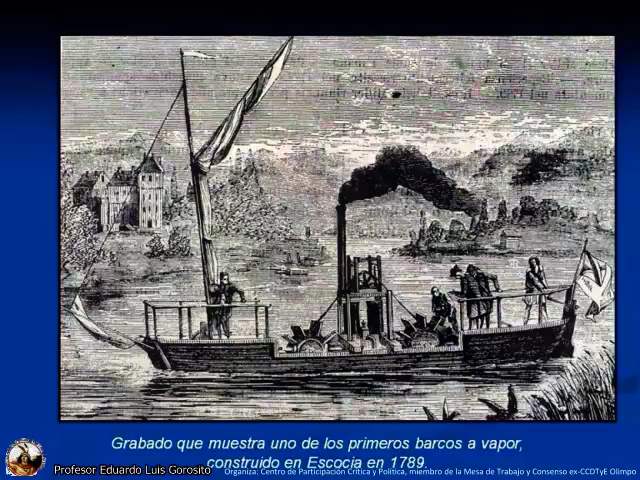 Grabado que muestra uno de los primeros barcos a vapor,
construido en Escocia en 1789.
Profesor Eduardo Luis Gorosito
Organiza: Centro de Participación Crítica y Política, miembro de la Mesa de Trabajo y Consenso ex-CCDTyE Olimpo